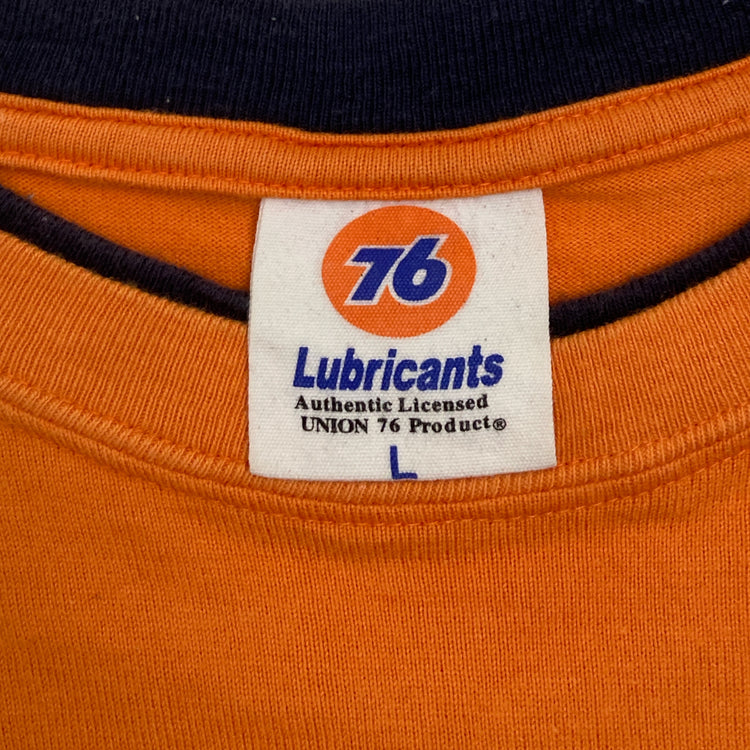 76
Lubricants
Authentic Licensed
UNION 76 Product®
L